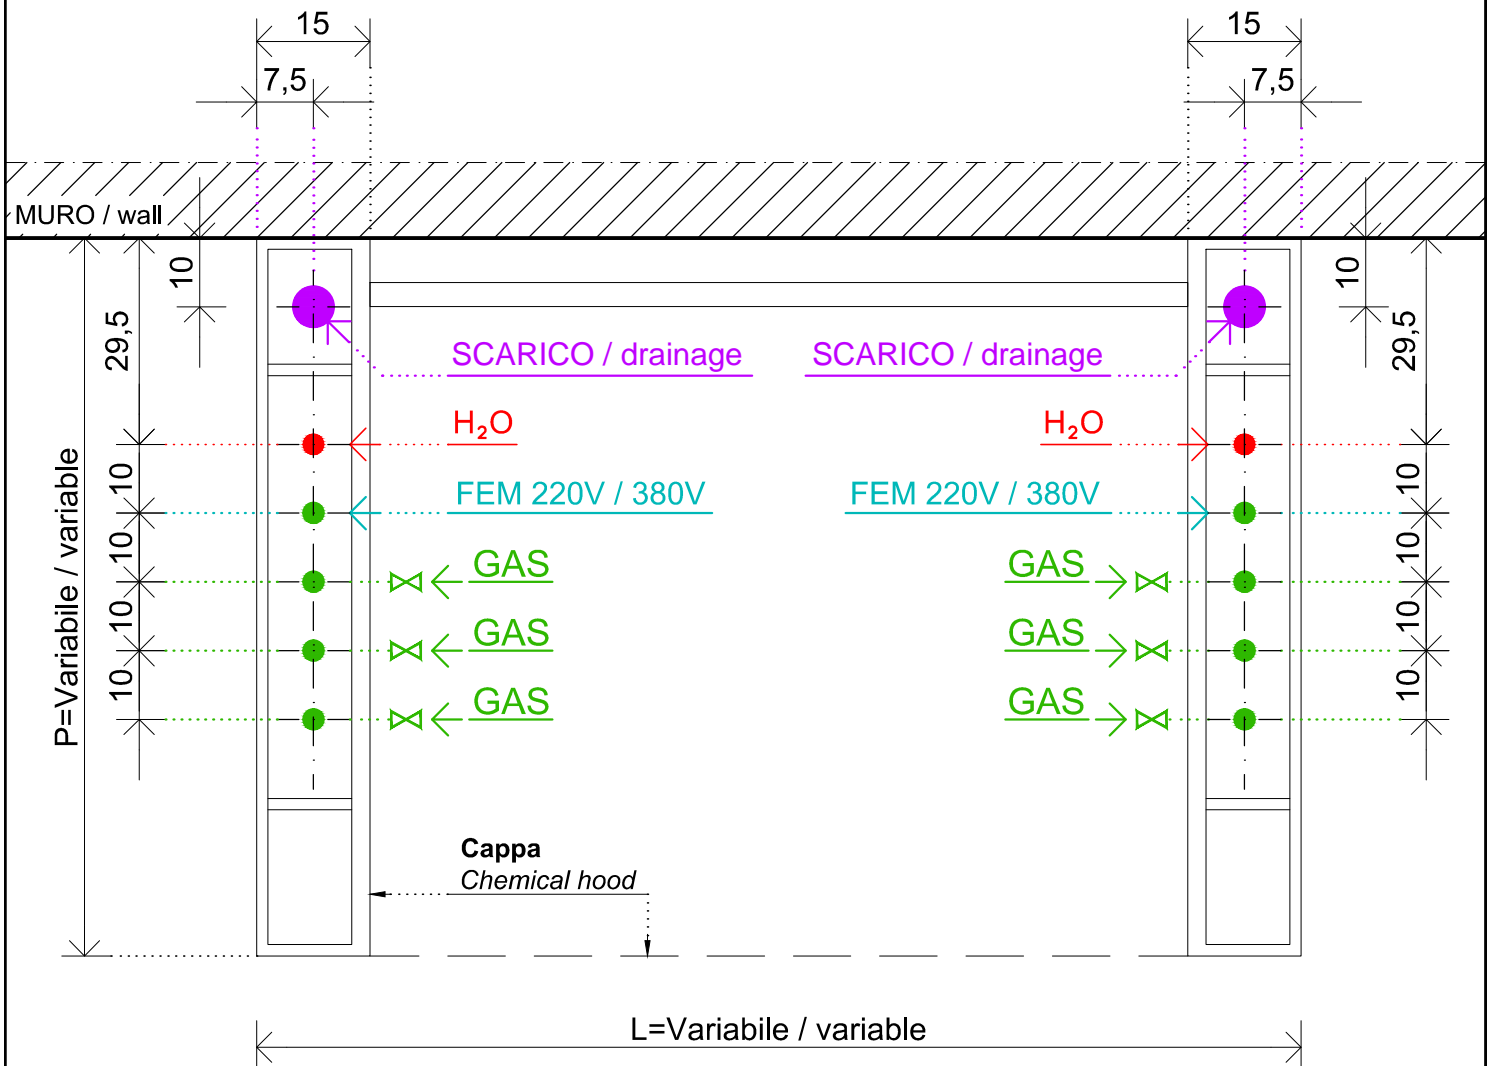 15
15
7,5
7,5
MURO / wall
10
10
29,5
29,5
SCARICO / drainage
SCARICO / drainage
H₂O
H₂O
10
10
FEM 220V / 380V
FEM 220V / 380V
10
10
GAS
GAS
10
10
GAS
GAS
10
10
GAS
GAS
P=Variabile / variable
Cappa
Chemical hood
L=Variabile / variable